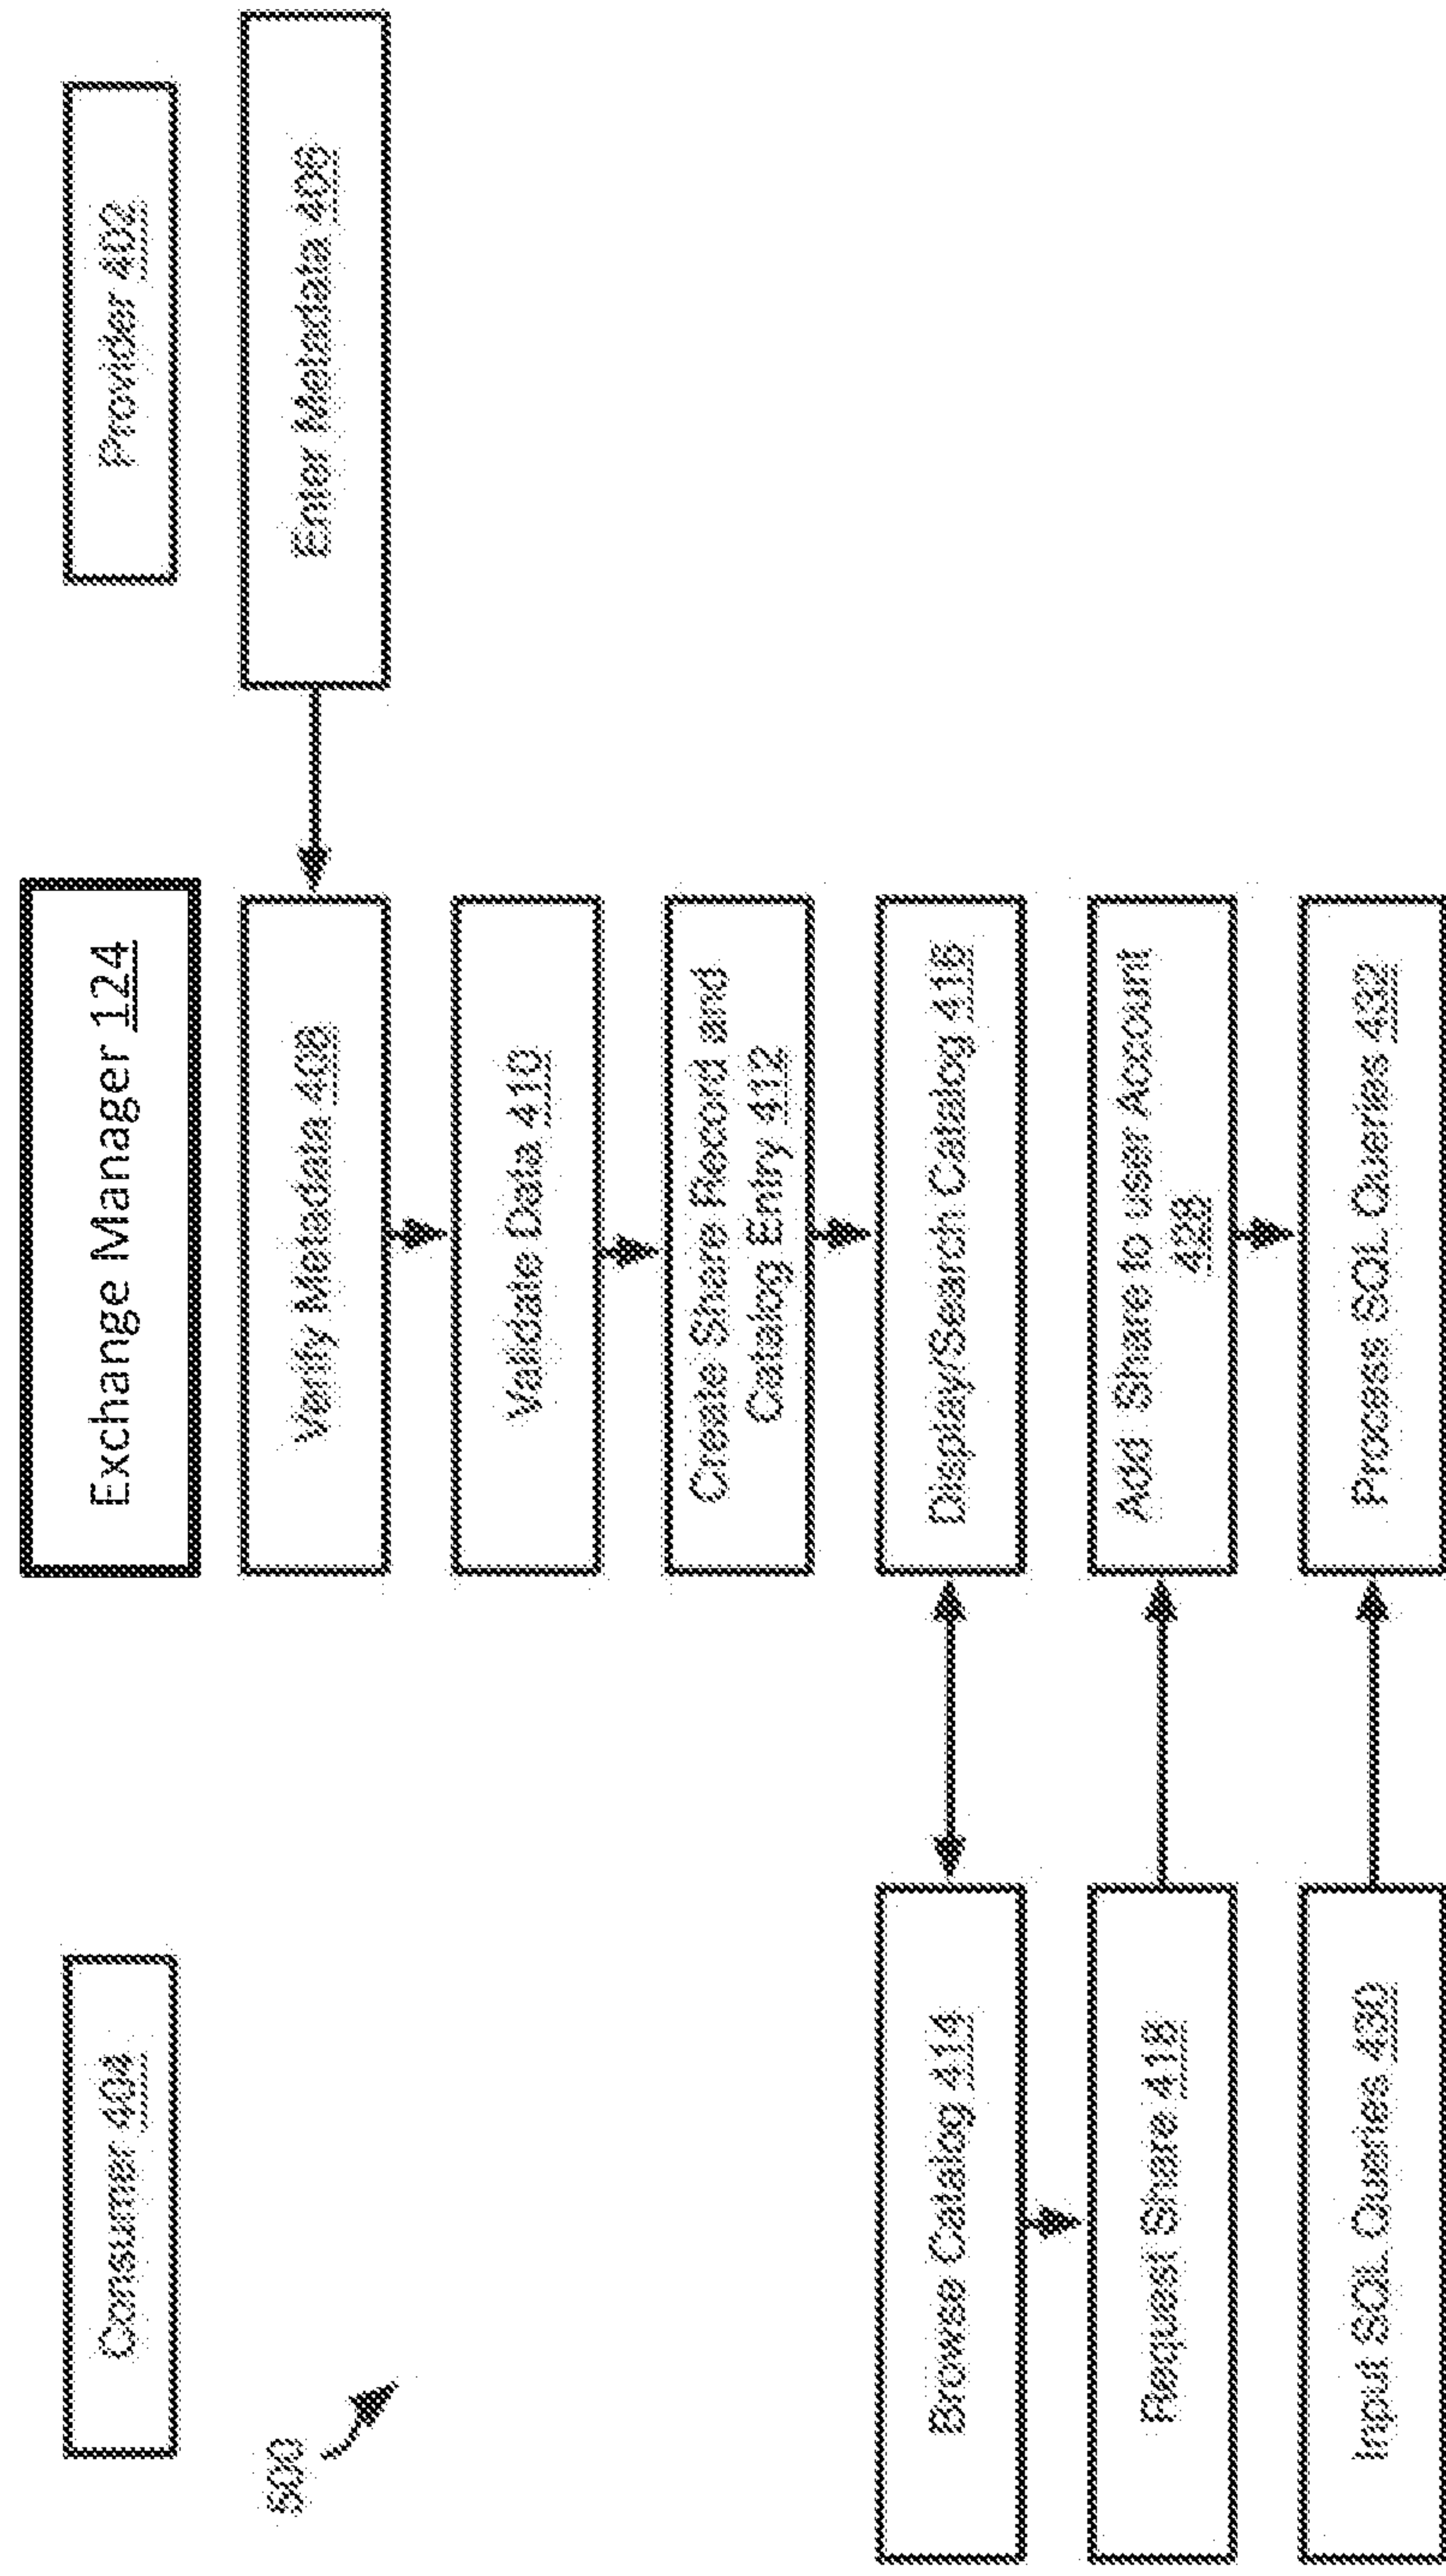 Consumer 404
Exchange Manager 124
Provider 402
500
Verify Metadata 408
Enter Metadata 406
Validate Data 410
Create Share Record and
Catalog Entry 412
Browse Catalog 414
Display/Search Catalog 416
Request Share 418
Add Share to user Account
428
Input SQL Queries 430
Process SQL Queries 432